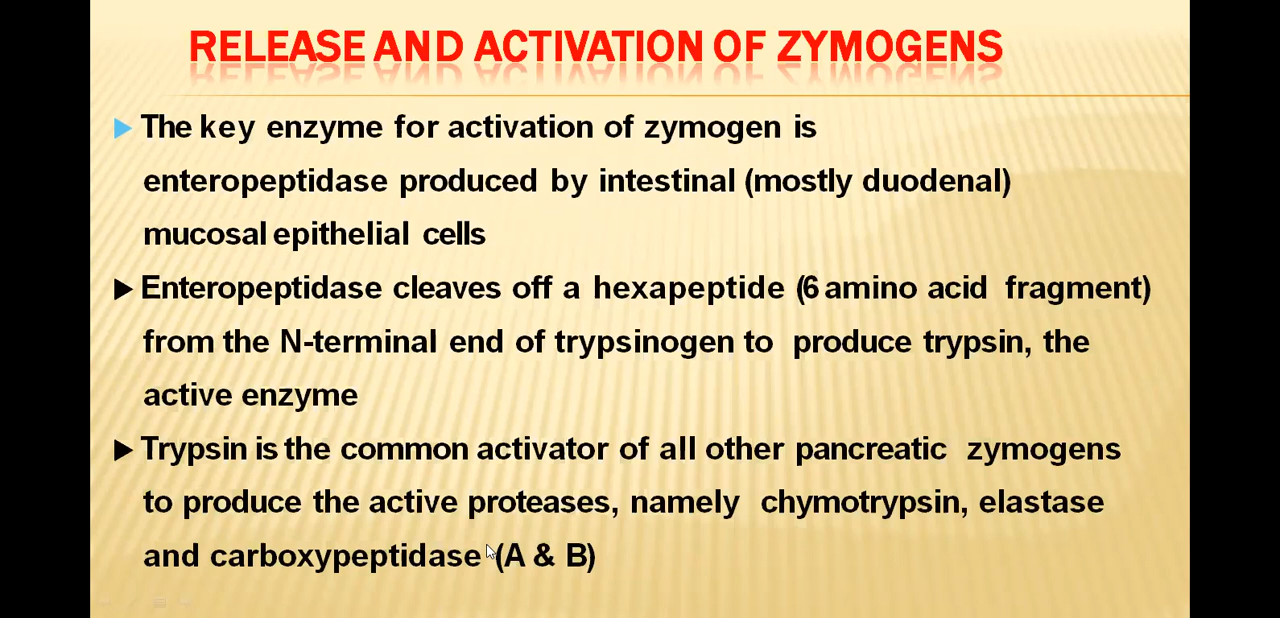 RELEASE AND ACTIVATION OF ZYMOGENS
The key enzyme for activation of zymogen is
enteropeptidase produced by intestinal (mostly duodenal)
mucosal epithelial cells
Enteropeptidase cleaves off a hexapeptide (6 amino acid fragment)
from the N-terminal end of trypsinogen to produce trypsin, the
active enzyme
Trypsin is the common activator of all other pancreatic zymogens
to produce the active proteases, namely chymotrypsin, elastase
and carboxypeptidase (A & B)